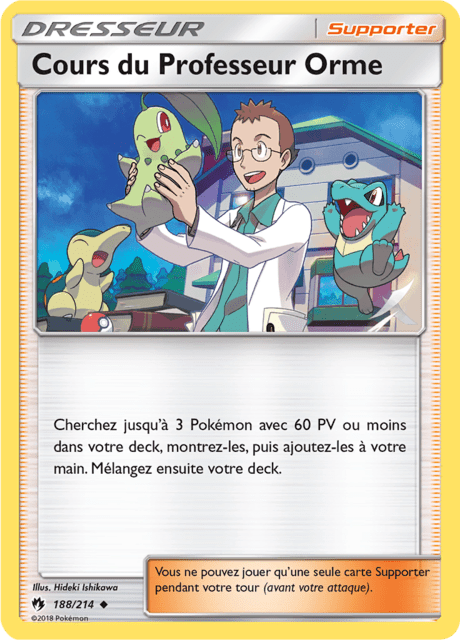 DRESSEUR
Supporter
Cours du Professeur Orme
Cherchez jusqu'à 3 Pokémon avec 60 PV ou moins
dans votre deck, montrez-les, puis ajoutez-les à votre
main. Mélangez ensuite votre deck.
Vous ne pouvez jouer qu'une seule carte Supporter
pendant votre tour (avant votre attaque).
Illus. Hideki Ishikawa
188/214
©2018 Pokémon